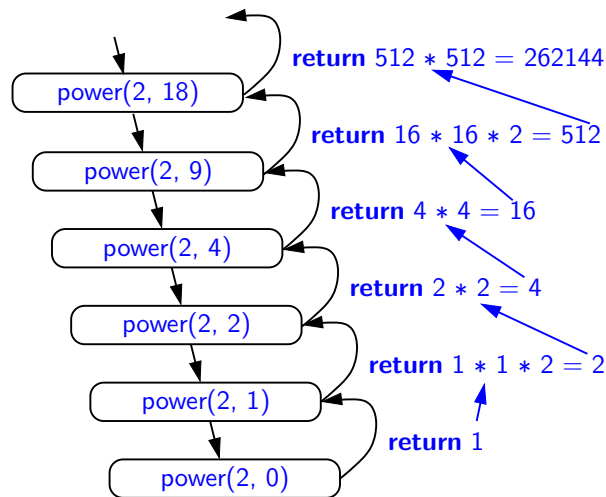 return 512 ∗ 512 = 262144
power(2, 18)
return 16 ∗ 16 ∗ 2 = 512
power(2, 9)
return 4 ∗ 4 = 16
power(2, 4)
return 2 ∗ 2 = 4
power(2, 2)
return 1 ∗ 1 ∗ 2 = 2
power(2, 1)
return 1
power(2, 0)